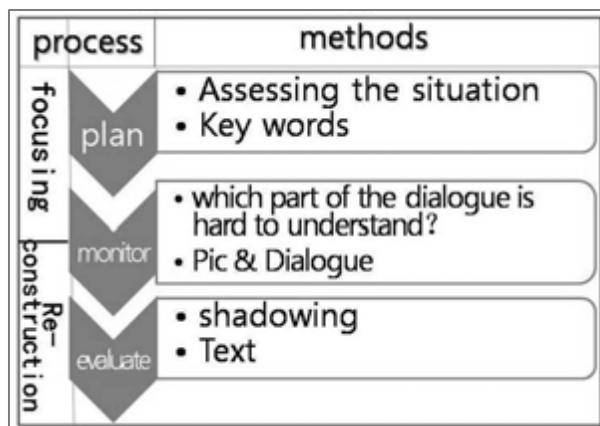 process
methods
focusing
plan
• Assessing the situation
• Key words
monitor
• which part of the dialogue is
hard to understand?
• Pic & Dialogue
Re-
construction
evaluate
• shadowing
• Text